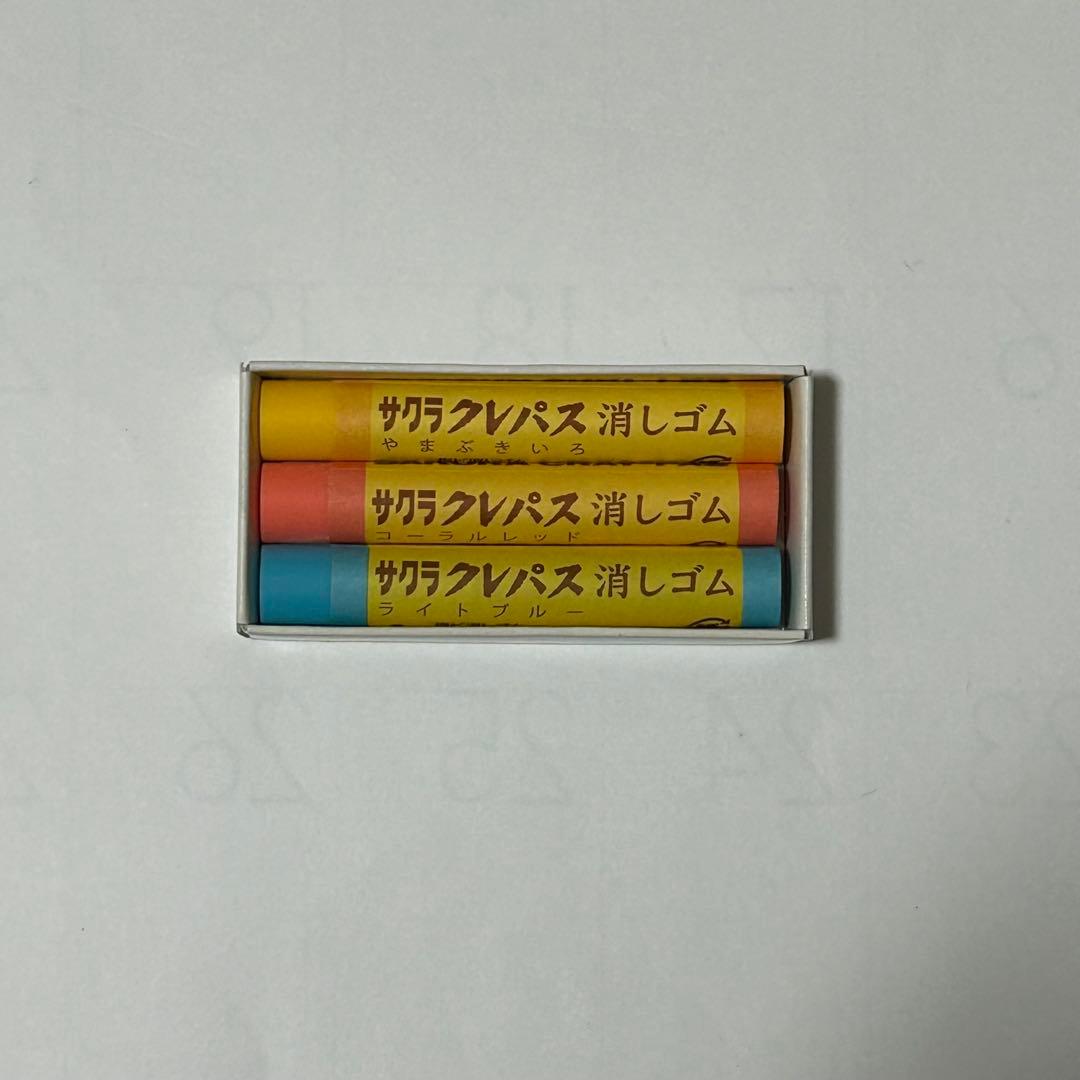 サクラクレパス 消しゴム
やまぶきいろ
サクラクレパス 消しゴム
コーラルレッド
サクラクレパス 消しゴム
ライトブルー